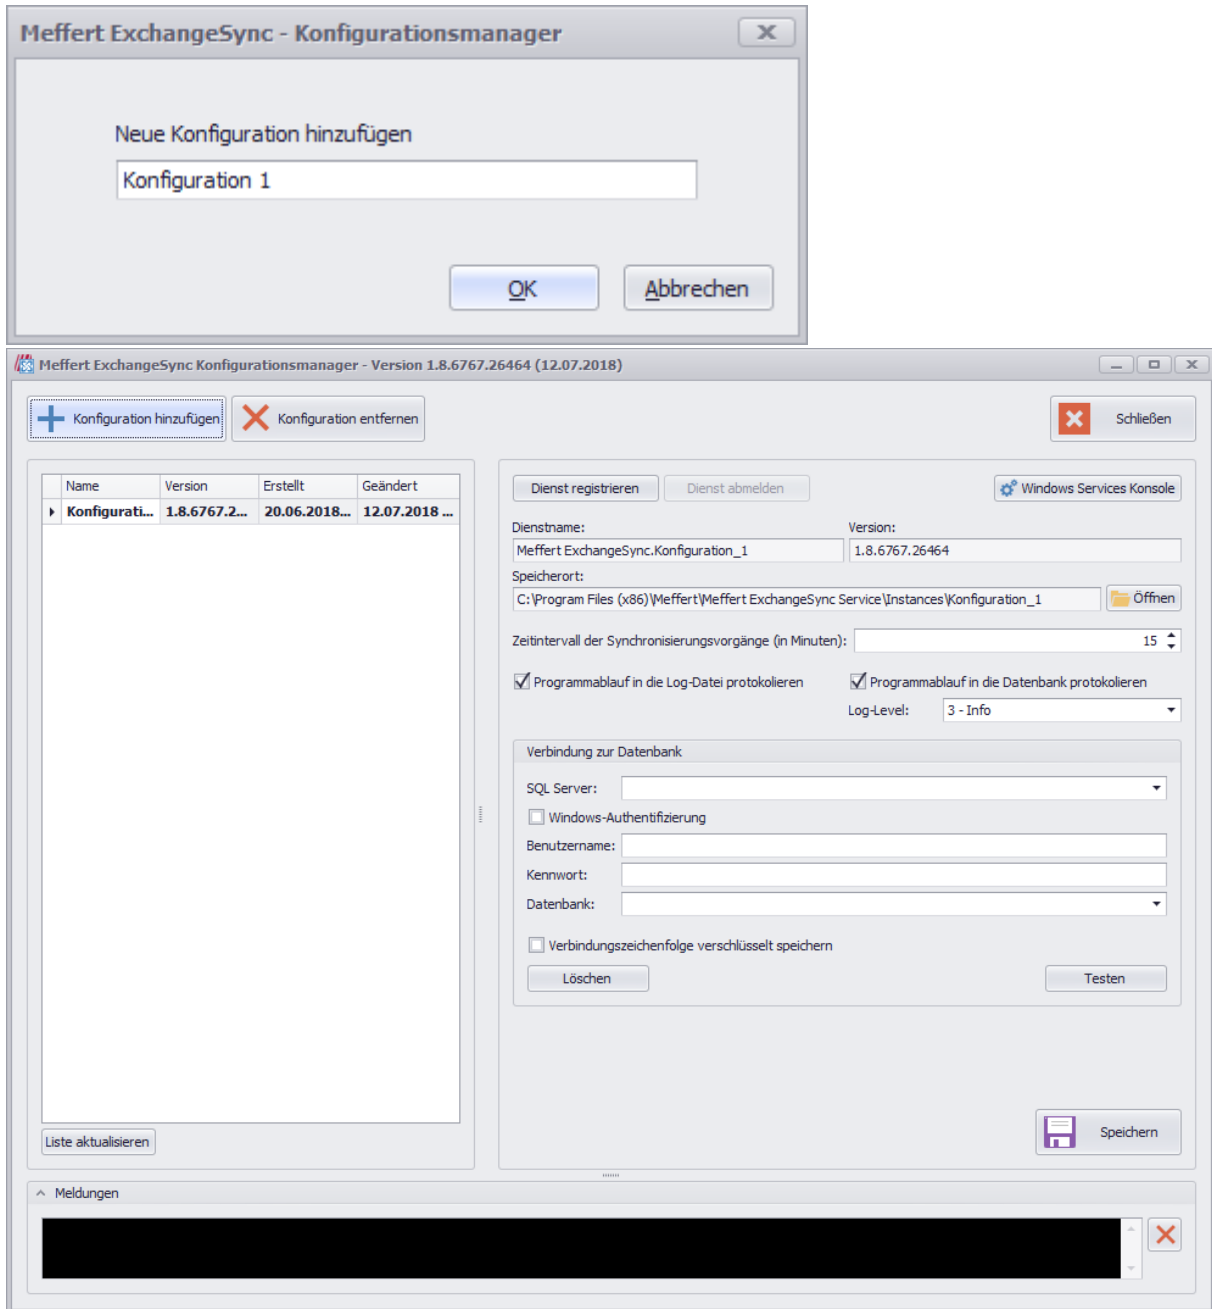 Meffert ExchangeSync - Konfigurationsmanager
Neue Konfiguration hinzufügen
Konfiguration 1
OK Abbrechen
Meffert ExchangeSync Konfigurationsmanager - Version 1.8.6767.26464 (12.07.2018)
Konfiguration hinzufügen Konfiguration entfernen Schließen
Name Version Erstellt Geändert
Konfigurati... 1.8.6767.2... 20.06.2018... 12.07.2018 ...
Liste aktualisieren
Dienst registrieren Dienst abmelden Windows Services Konsole
Dienstname: Version:
Meffert ExchangeSync.Konfiguration_1 1.8.6767.26464
Speicherort:
C:\Program Files (x86)\Meffert\Meffert ExchangeSync Service\Instances\Konfiguration_1 Öffnen
Zeitintervall der Synchronisierungsvorgänge (in Minuten): 15
Programmablauf in die Log-Datei protokolieren Programmablauf in die Datenbank protokolieren
Log-Level: 3 - Info
Verbindung zur Datenbank
SQL Server:
Windows-Authentifizierung
Benutzername:
Kennwort:
Datenbank:
Verbindungszeichenfolge verschlüsselt speichern
Löschen Testen
Speichern
Meldungen